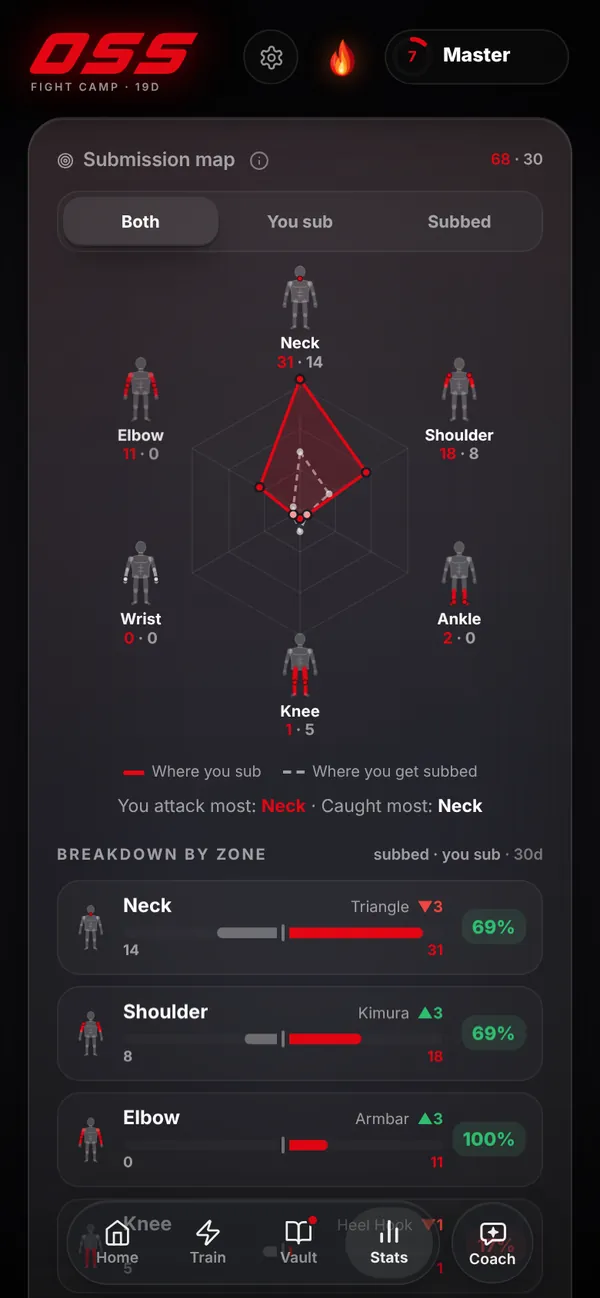 OSS
FIGHT CAMP · 19D
7
Master
Submission map
68 · 30
Both
You sub
Subbed
Neck
31 · 14
Elbow
11 · 0
Shoulder
18 · 8
Wrist
0 · 0
Ankle
2 · 0
Knee
1 · 5
Where you sub
Where you get subbed
You attack most: Neck · Caught most: Neck
BREAKDOWN BY ZONE
subbed · you sub · 30d
Neck
Triangle ▼3
69%
14
31
Shoulder
Kimura ▲3
69%
8
18
Elbow
Armbar ▲3
100%
0
11
Knee
Heel Hook ▼1
5
1
Home
Train
Vault
Stats
Coach